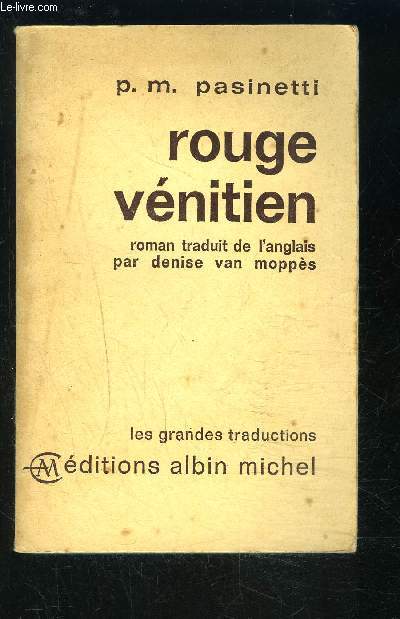 Le-livre.com
p. m. pasinetti
rouge
vénitien
roman traduit de l'anglais
par denise van moppès
les grandes traductions
AM éditions albin michel